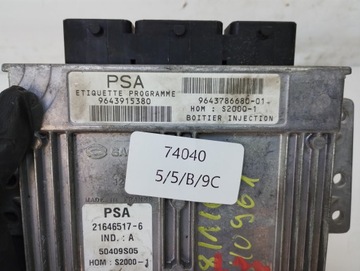 PSA
ETIQUETTE PROGRAMME
9643915380
9643786680-01
HOM : S2000-1
BOITIER INJECTION
74040
5/5/B/9C
PSA
21646517-6
IND.: A
50409S05
HOM : S2000-1